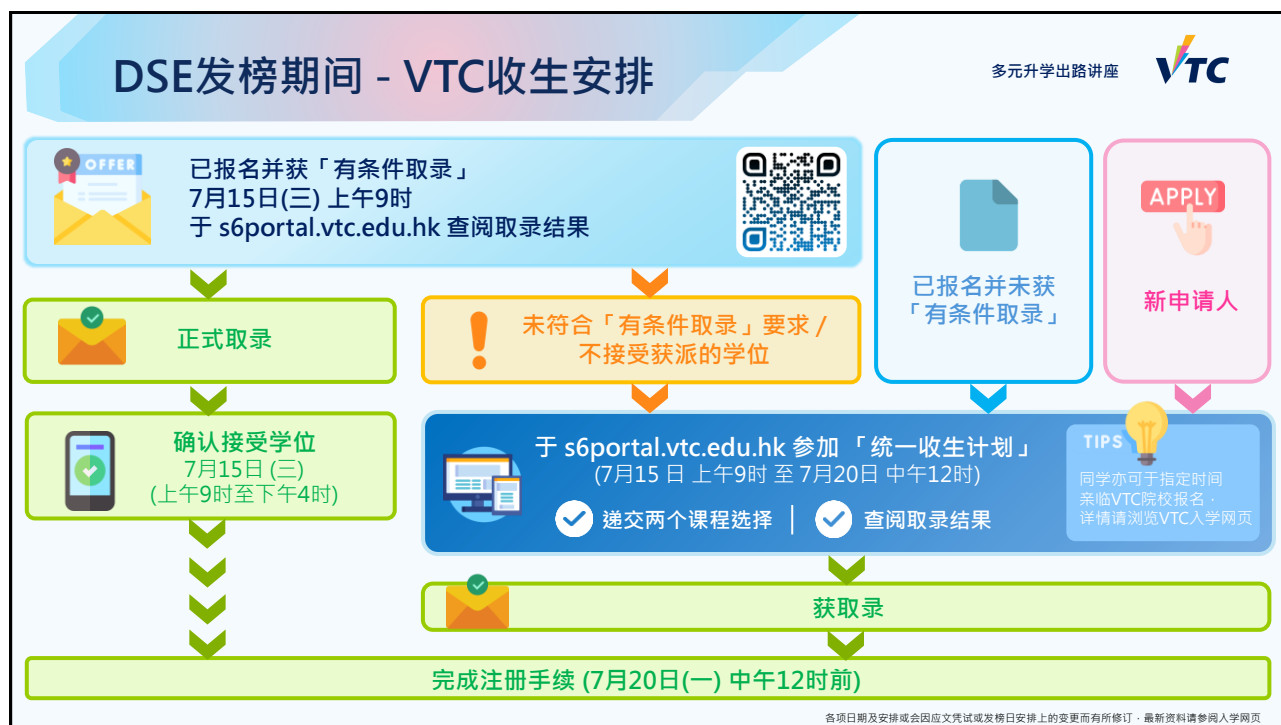 DSE发榜期间 - VTC收生安排
多元升学出路讲座
VTC
OFFER
已报名并获「有条件取录」
7月15日(三) 上午9时
于 s6portal.vtc.edu.hk 查阅取录结果
已报名并未获
「有条件取录」
APPLY
新申请人
正式取录
未符合「有条件取录」要求 /
不接受获派的学位
确认接受学位
7月15日 (三)
(上午9时至下午4时)
于 s6portal.vtc.edu.hk 参加 「统一收生计划」
(7月15 日 上午9时 至 7月20日 中午12时)
递交两个课程选择
查阅取录结果
TIPS
同学亦可于指定时间
亲临VTC院校报名．
详情请浏览VTC入学网页
获取录
完成注册手续 (7月20日(一) 中午12时前)
各项日期及安排或会因应文凭试或发榜日安排上的变更而有所修订．最新资料请参阅入学网页